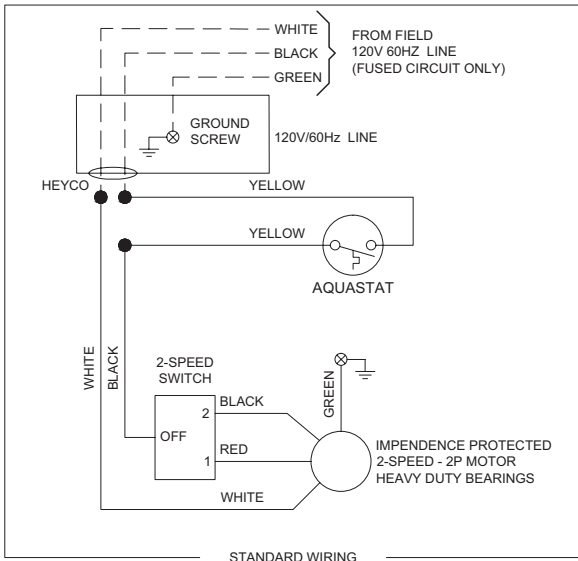 WHITE
BLACK
GREEN
FROM FIELD
120V 60HZ LINE
(FUSED CIRCUIT ONLY)
GROUND
SCREW
120V/60Hz LINE
HEYCO
YELLOW
YELLOW
AQUASTAT
WHITE
BLACK
2-SPEED
SWITCH
OFF
2
1
BLACK
RED
WHITE
GREEN
IMPENDENCE PROTECTED
2-SPEED - 2P MOTOR
HEAVY DUTY BEARINGS
STANDARD WIRING